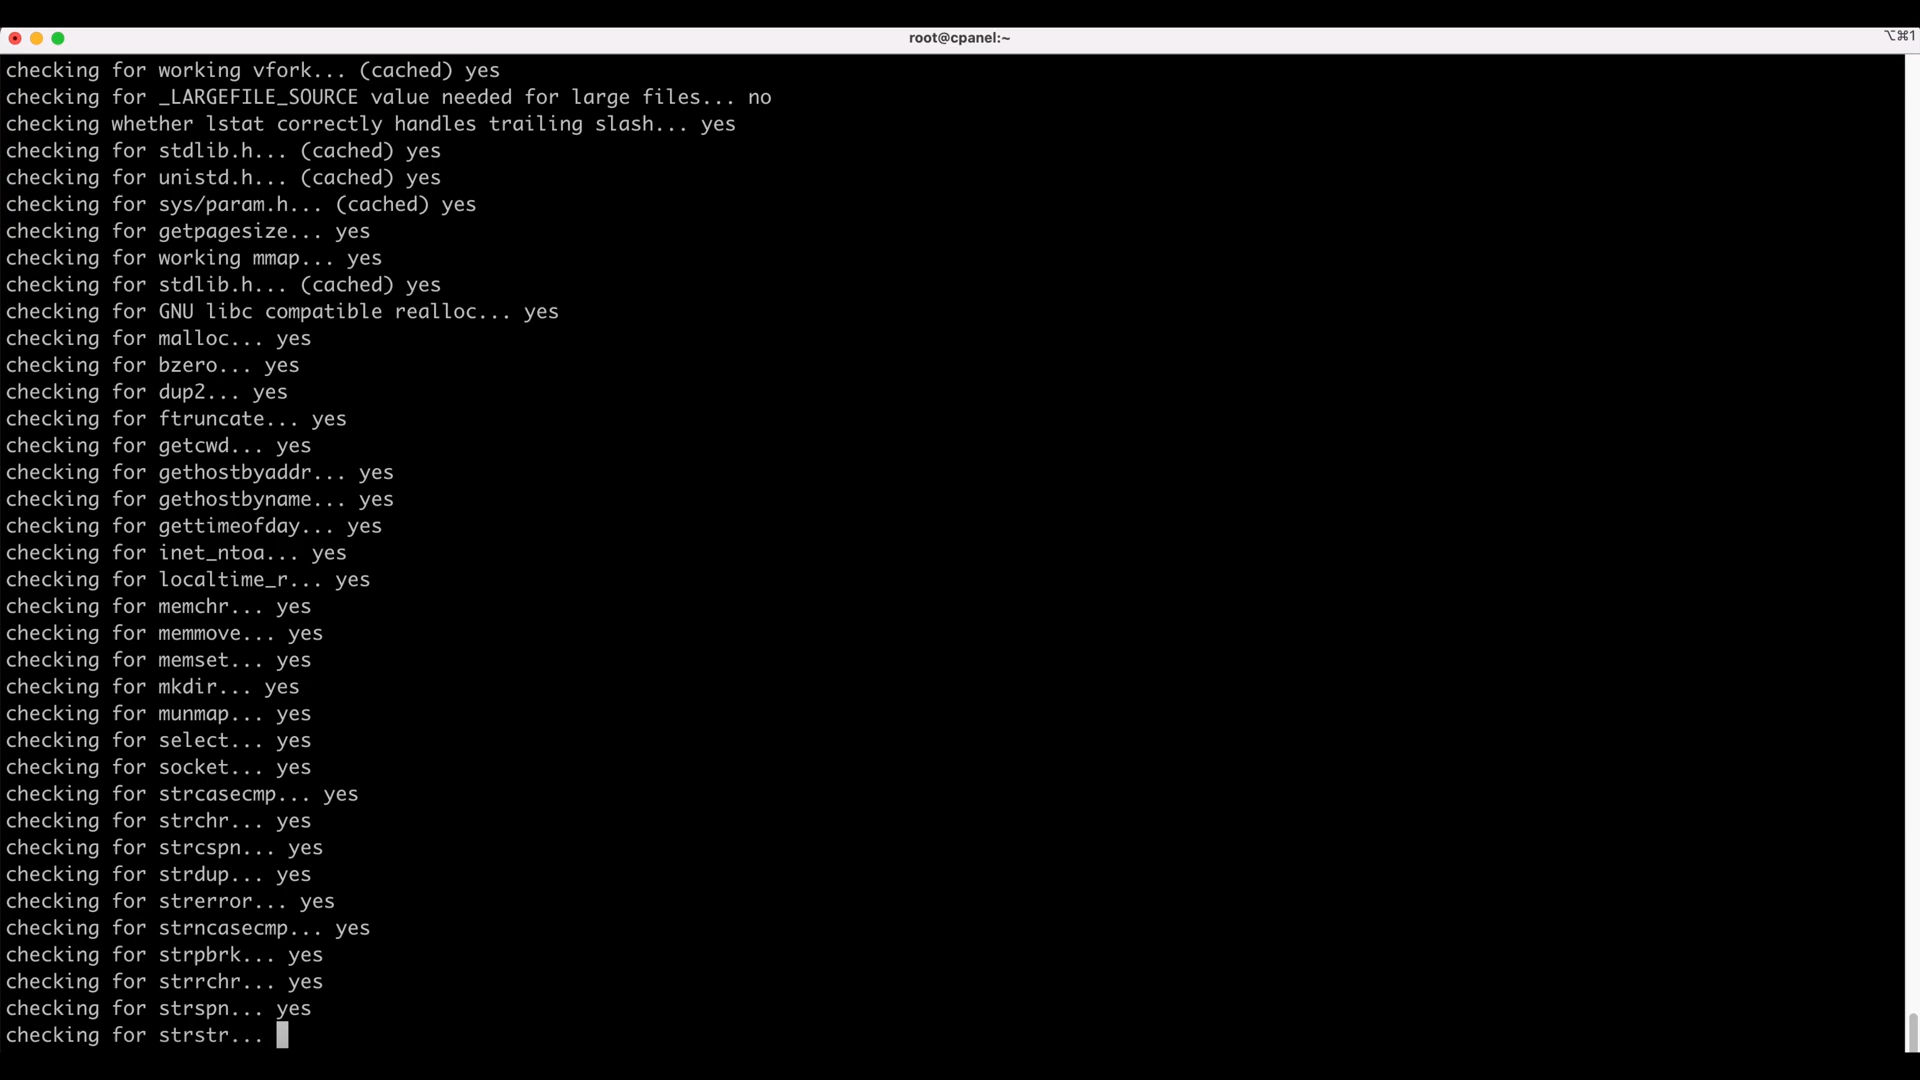 root@cpanel:~
⌥⌘1
checking for working vfork... (cached) yes
checking for _LARGEFILE_SOURCE value needed for large files... no
checking whether lstat correctly handles trailing slash... yes
checking for stdlib.h... (cached) yes
checking for unistd.h... (cached) yes
checking for sys/param.h... (cached) yes
checking for getpagesize... yes
checking for working mmap... yes
checking for stdlib.h... (cached) yes
checking for GNU libc compatible realloc... yes
checking for malloc... yes
checking for bzero... yes
checking for dup2... yes
checking for ftruncate... yes
checking for getcwd... yes
checking for gethostbyaddr... yes
checking for gethostbyname... yes
checking for gettimeofday... yes
checking for inet_ntoa... yes
checking for localtime_r... yes
checking for memchr... yes
checking for memmove... yes
checking for memset... yes
checking for mkdir... yes
checking for munmap... yes
checking for select... yes
checking for socket... yes
checking for strcasecmp... yes
checking for strchr... yes
checking for strcspn... yes
checking for strdup... yes
checking for strerror... yes
checking for strncasecmp... yes
checking for strpbrk... yes
checking for strrchr... yes
checking for strspn... yes
checking for strstr...